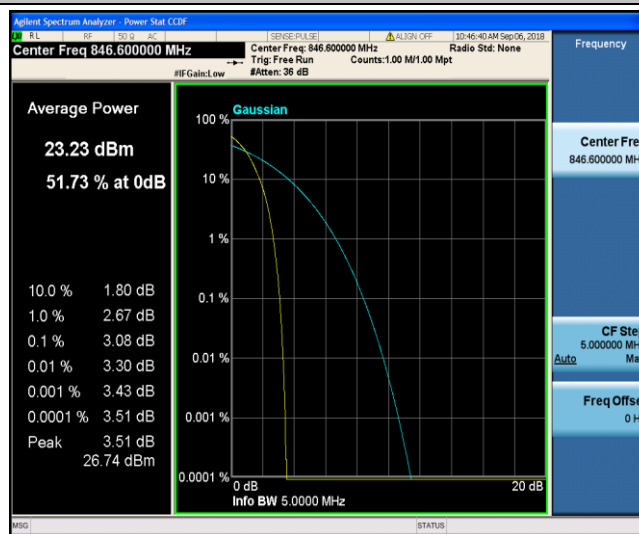 Agilent Spectrum Analyzer - Power Stat CCDF
RL RF 50 Ω AC SENSE:PULSE ALIGN OFF 10:46:40 AM Sep 06, 2018
Center Freq 846.600000 MHz
Center Freq: 846.600000 MHz Radio Std: None
Trig: Free Run Counts:1.00 M/1.00 Mpt
#IFGain:Low #Atten: 36 dB
Frequency
Average Power
23.23 dBm
51.73 % at 0dB
10.0 % 1.80 dB
1.0 % 2.67 dB
0.1 % 3.08 dB
0.01 % 3.30 dB
0.001 % 3.43 dB
0.0001 % 3.51 dB
Peak 3.51 dB
26.74 dBm
Gaussian
100 %
10 %
1 %
0.1 %
0.01 %
0.001 %
0.0001 %
0 dB 20 dB
Info BW 5.0000 MHz
Center Fre
846.600000 MH
CF Ste
5.000000 MH
Auto Ma
Freq Offse
0 H
MSG STATUS